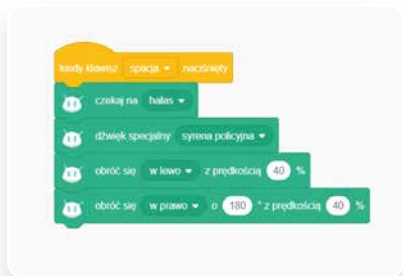 kiedy klawisz spacja naciśnięty
czekaj na hałas
dźwięk specjalny syrena policyjna
obróć się w lewo z prędkością 40 %
obróć się w prawo o 180 ° z prędkością 40 %